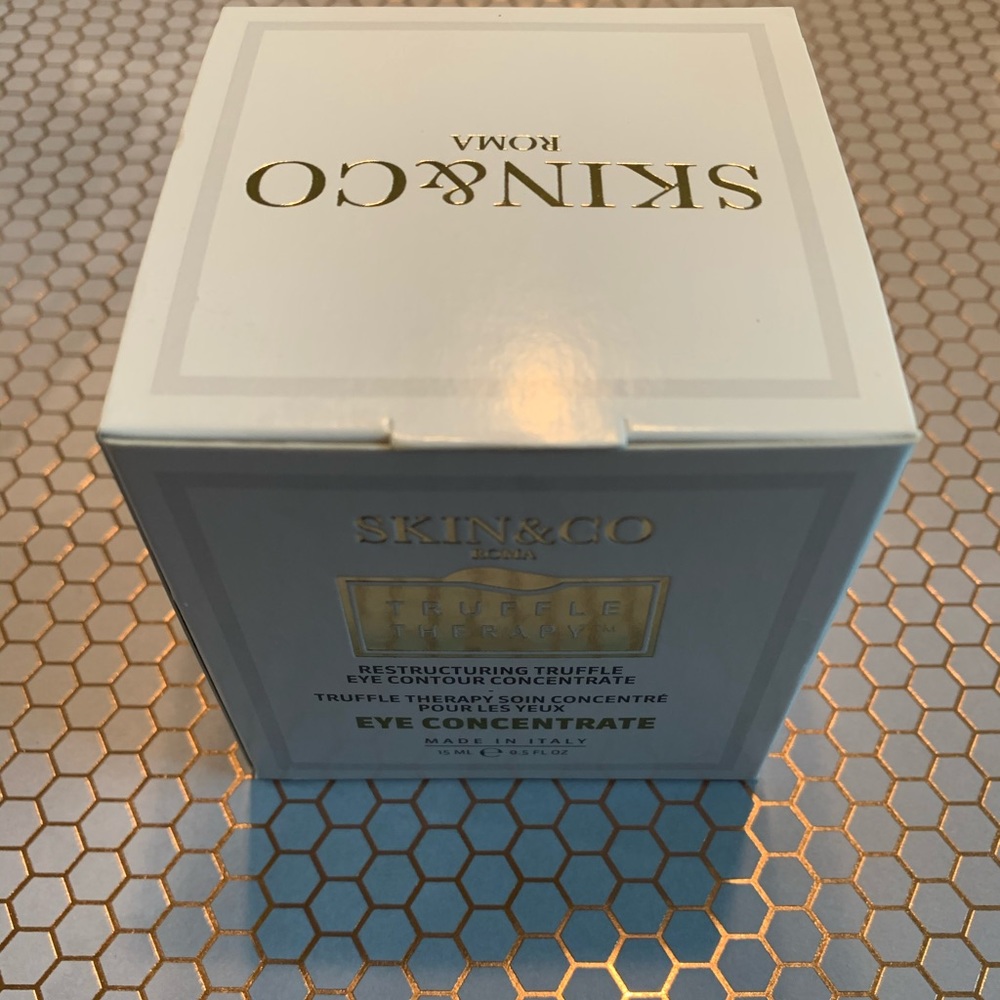 SKIN&CO
ROMA
SKIN&CO
ROMA
TRUFFLE
THERAPY™
RESTRUCTURING TRUFFLE
EYE CONTOUR CONCENTRATE
-
TRUFFLE THERAPY SOIN CONCENTRÉ
POUR LES YEUX
EYE CONCENTRATE
MADE IN ITALY
15 ML ℮ 0.5 FL OZ